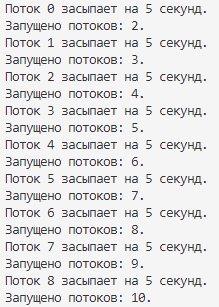 Поток 0 засыпает на 5 секунд.
Запущено потоков: 2.
Поток 1 засыпает на 5 секунд.
Запущено потоков: 3.
Поток 2 засыпает на 5 секунд.
Запущено потоков: 4.
Поток 3 засыпает на 5 секунд.
Запущено потоков: 5.
Поток 4 засыпает на 5 секунд.
Запущено потоков: 6.
Поток 5 засыпает на 5 секунд.
Запущено потоков: 7.
Поток 6 засыпает на 5 секунд.
Запущено потоков: 8.
Поток 7 засыпает на 5 секунд.
Запущено потоков: 9.
Поток 8 засыпает на 5 секунд.
Запущено потоков: 10.